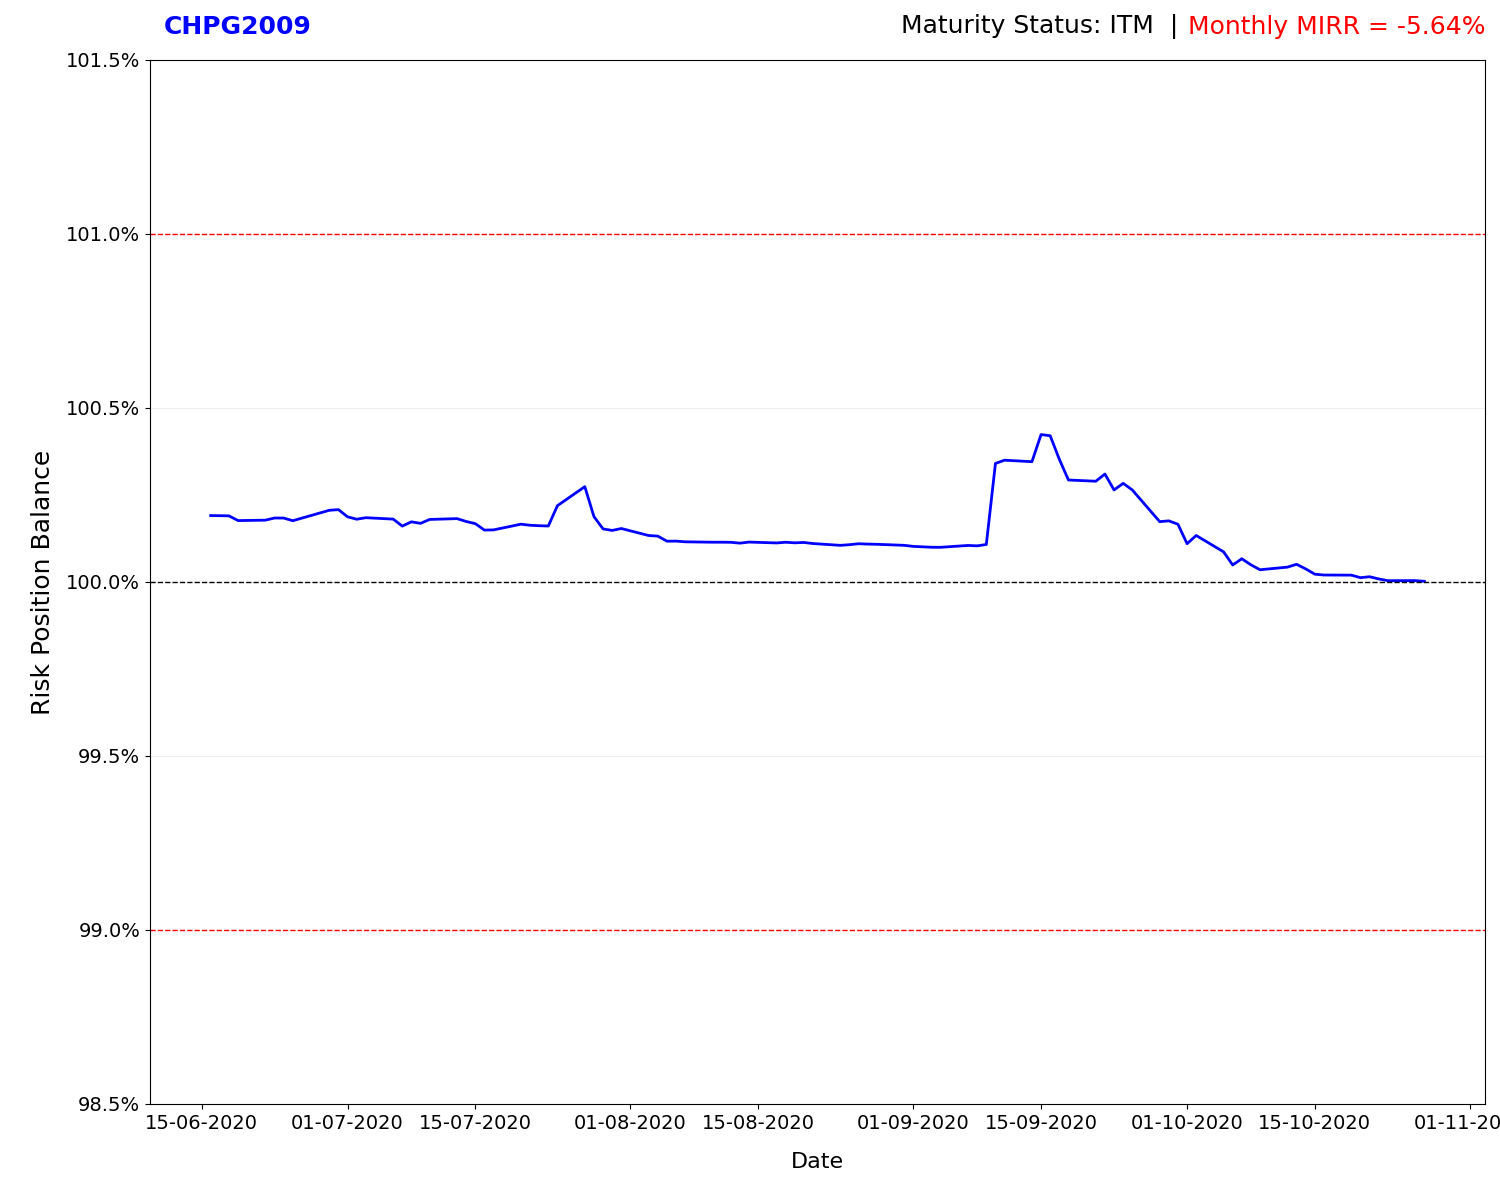 CHPG2009
Maturity Status: ITM | Monthly MIRR = -5.64%
101.5%
101.0%
100.5%
100.0%
99.5%
99.0%
98.5%
Risk Position Balance
15-06-2020 01-07-2020 15-07-2020 01-08-2020 15-08-2020 01-09-2020 15-09-2020 01-10-2020 15-10-2020 01-11-20
Date